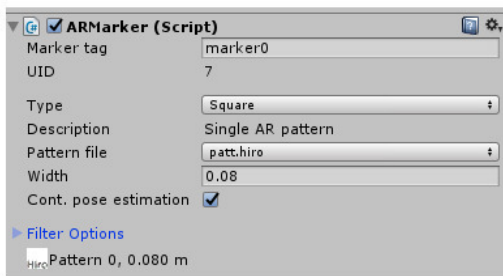 ARMarker (Script)
Marker tag marker0
UID 7
Type Square
Description Single AR pattern
Pattern file patt.hiro
Width 0.08
Cont. pose estimation
Filter Options
Hiro Pattern 0, 0.080 m